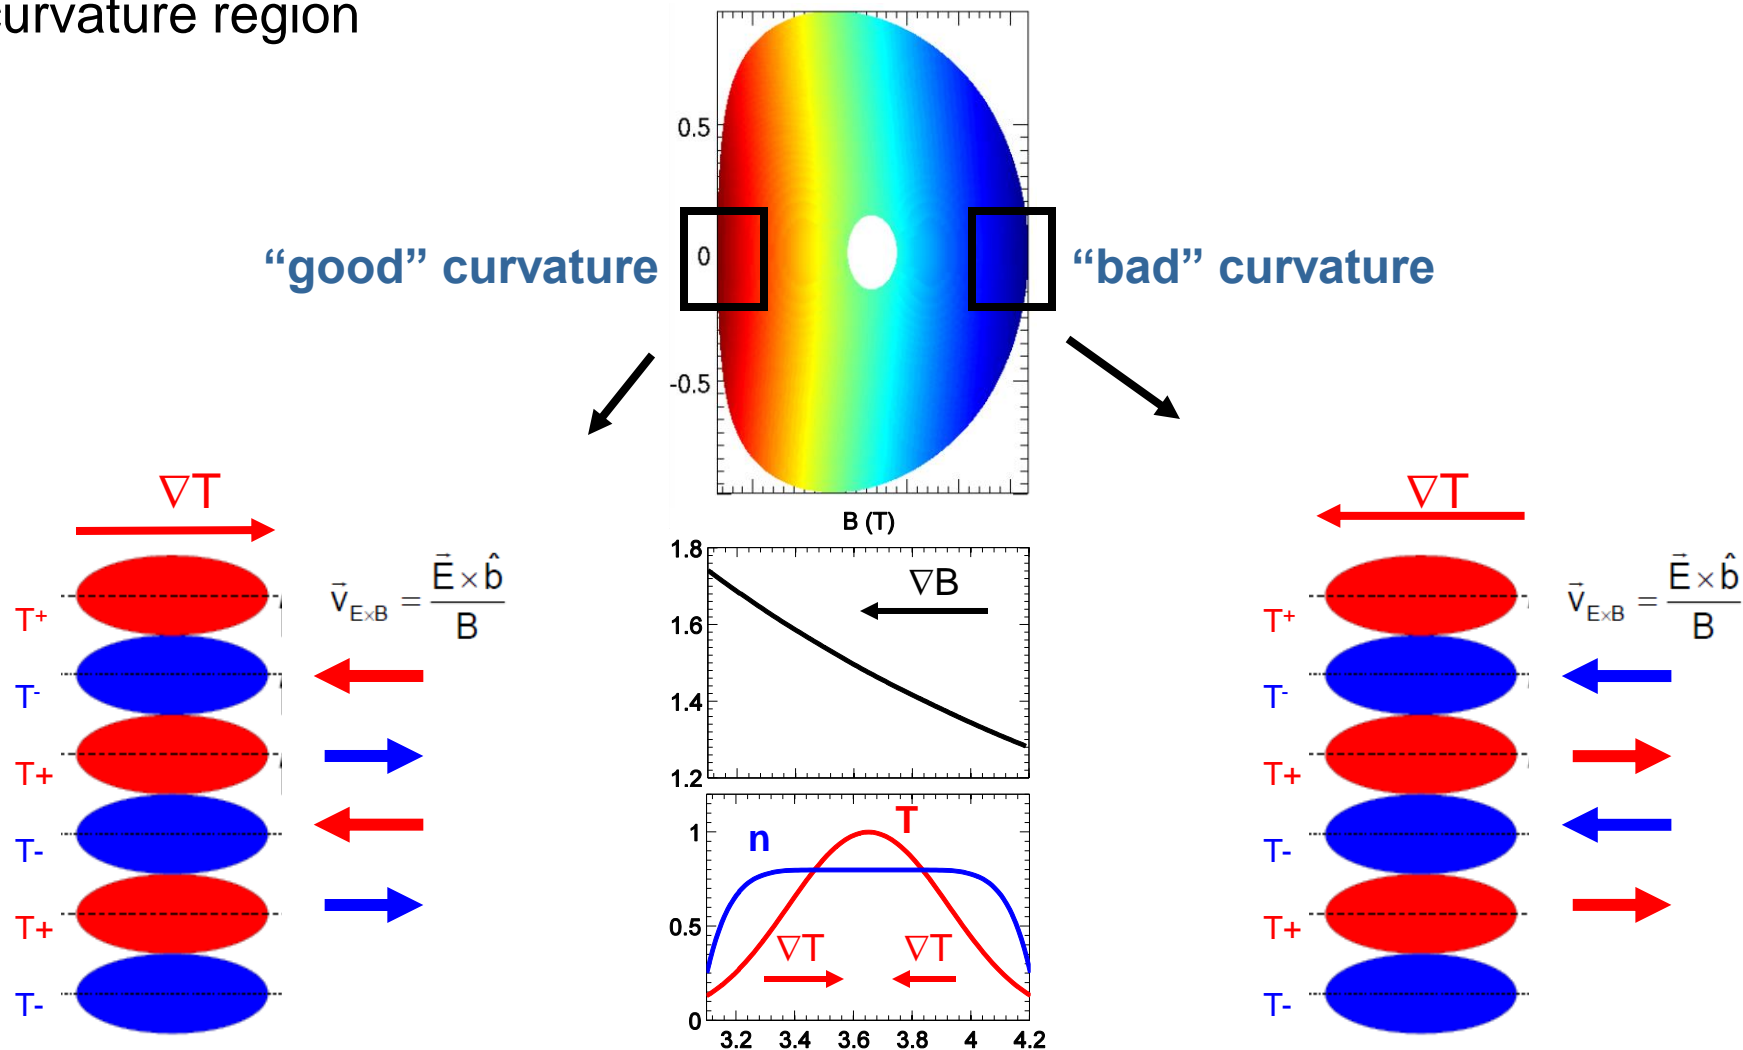 curvature region
0.5
0
-0.5
“good” curvature
“bad” curvature
∇T
T+
T-
T+
T-
T+
T-
v⃗E×B = E⃗ × b̂ / B
B (T)
1.8
1.6
1.4
1.2
∇B
1
0.5
0
n
T
∇T
∇T
3.2 3.4 3.6 3.8 4 4.2
∇T
T+
T-
T+
T-
T+
T-
v⃗E×B = E⃗ × b̂ / B